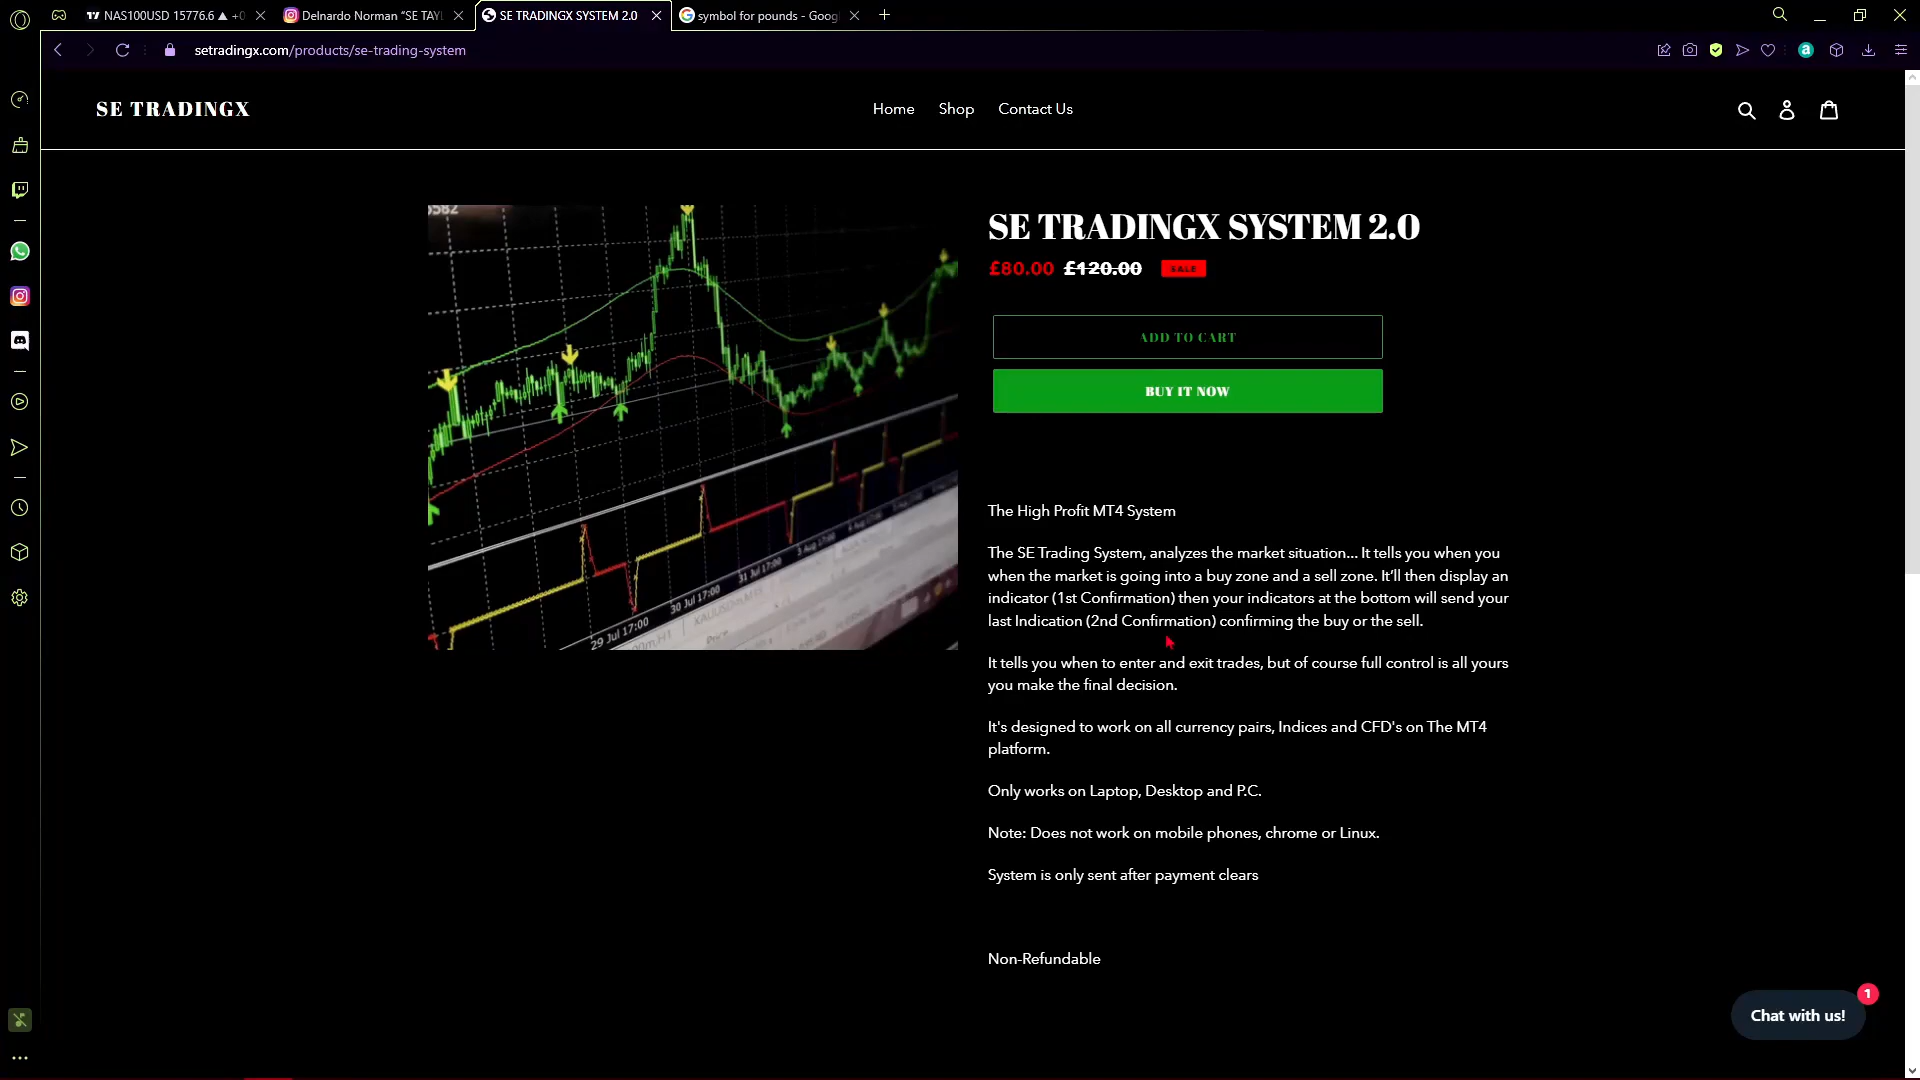 NAS100USD 15776.6 ▲ +0
Delnardo Norman "SE TAYL
SE TRADINGX SYSTEM 2.0
symbol for pounds - Goog
setradingx.com/products/se-trading-system
SE TRADINGX
Home
Shop
Contact Us
SE TRADINGX SYSTEM 2.0
£80.00 £120.00 SALE
ADD TO CART
BUY IT NOW
29 Jul 17:00
30 Jul 17:00
31 Jul 17:00
3 Aug 17:00
The High Profit MT4 System
The SE Trading System, analyzes the market situation... It tells you when you
when the market is going into a buy zone and a sell zone. It'll then display an
indicator (1st Confirmation) then your indicators at the bottom will send your
last Indication (2nd Confirmation) confirming the buy or the sell.
It tells you when to enter and exit trades, but of course full control is all yours
you make the final decision.
It's designed to work on all currency pairs, Indices and CFD's on The MT4
platform.
Only works on Laptop, Desktop and P.C.
Note: Does not work on mobile phones, chrome or Linux.
System is only sent after payment clears
Non-Refundable
1
Chat with us!